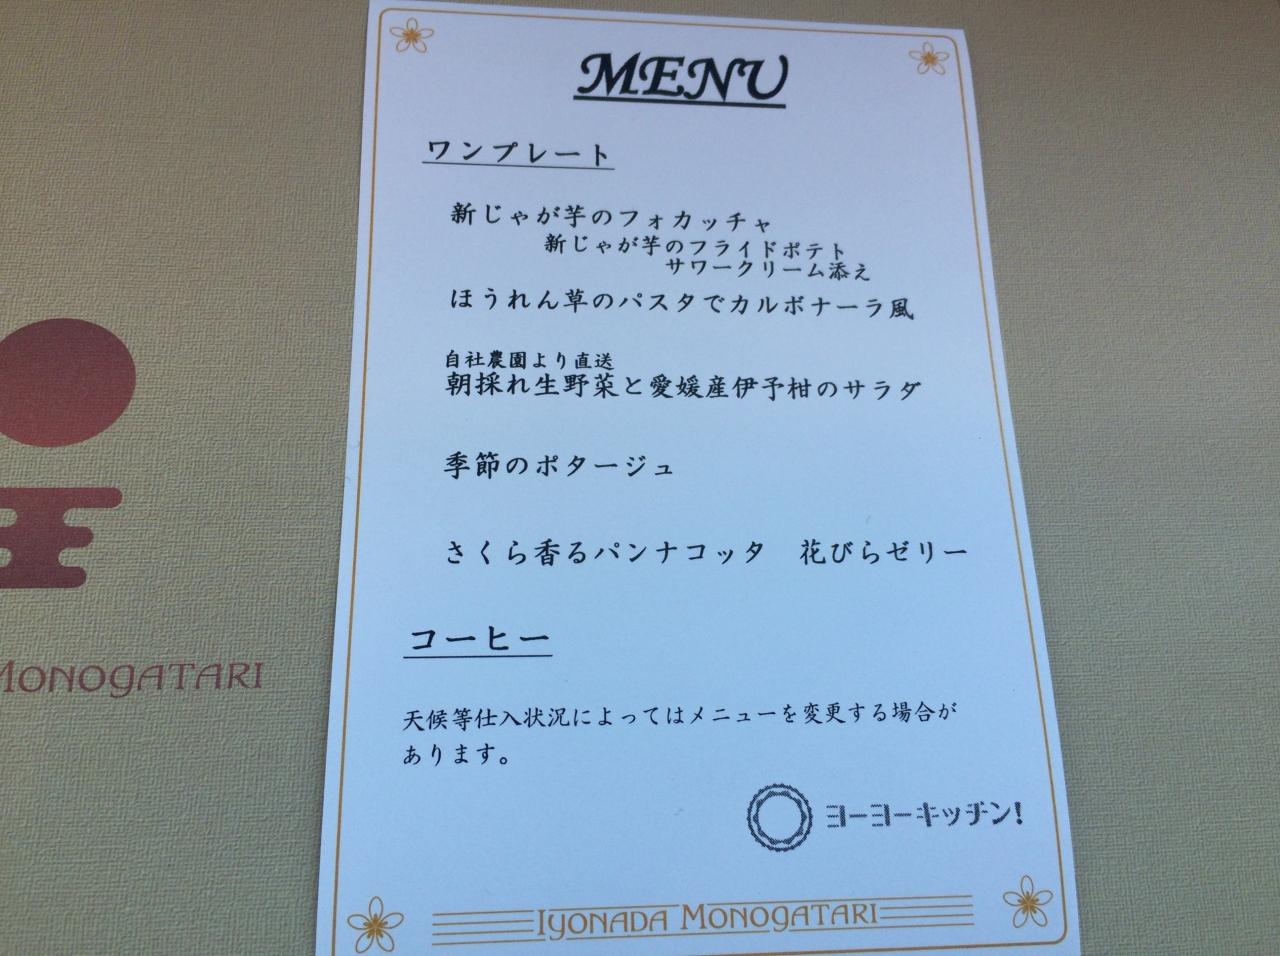 MENU
ワンプレート
新じゃが芋のフォカッチャ
新じゃが芋のフライドポテト
サワークリーム添え
ほうれん草のパスタでカルボナーラ風
自社農園より直送
朝採れ生野菜と愛媛産伊予柑のサラダ
季節のポタージュ
さくら香るパンナコッタ　花びらゼリー
コーヒー
天候等仕入状況によってはメニューを変更する場合が
あります。
ヨーヨーキッチン!
IYONADA MONOGATARI
MONOGATARI